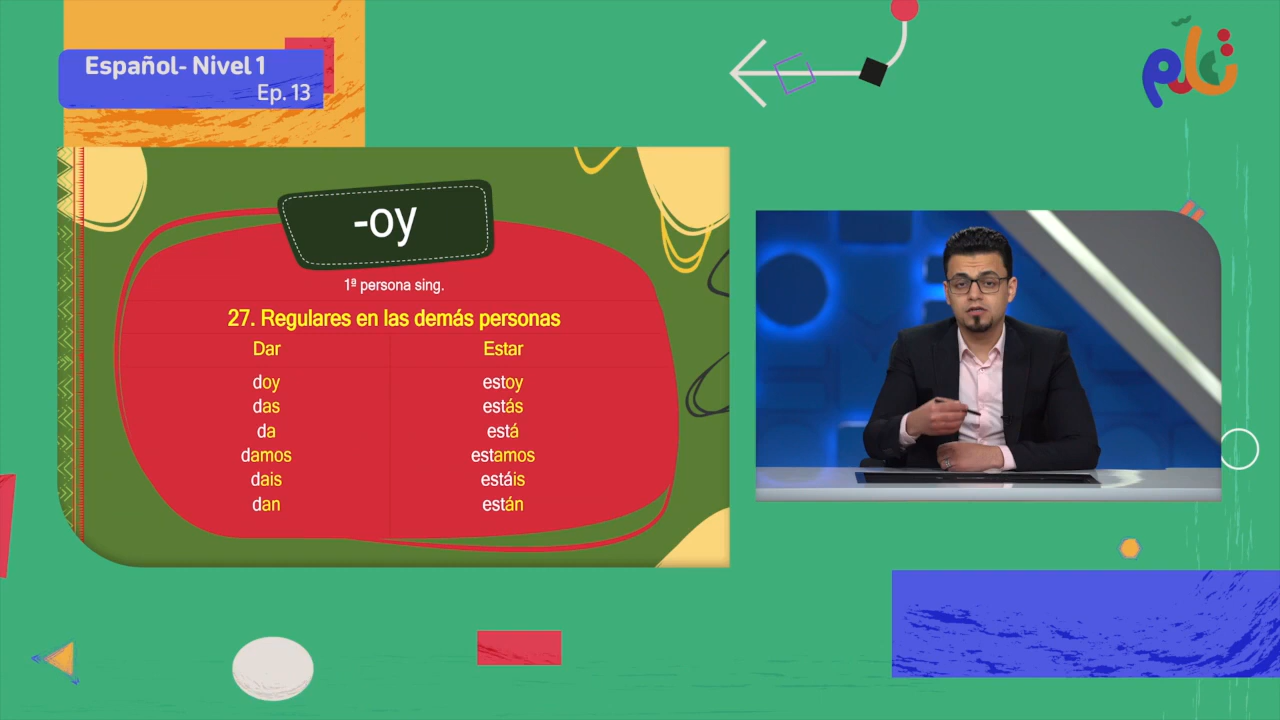 Español- Nivel 1
Ep. 13
-oy
1ª persona sing.
27. Regulares en las demás personas
Dar Estar
doy estoy
das estás
da está
damos estamos
dais estáis
dan están